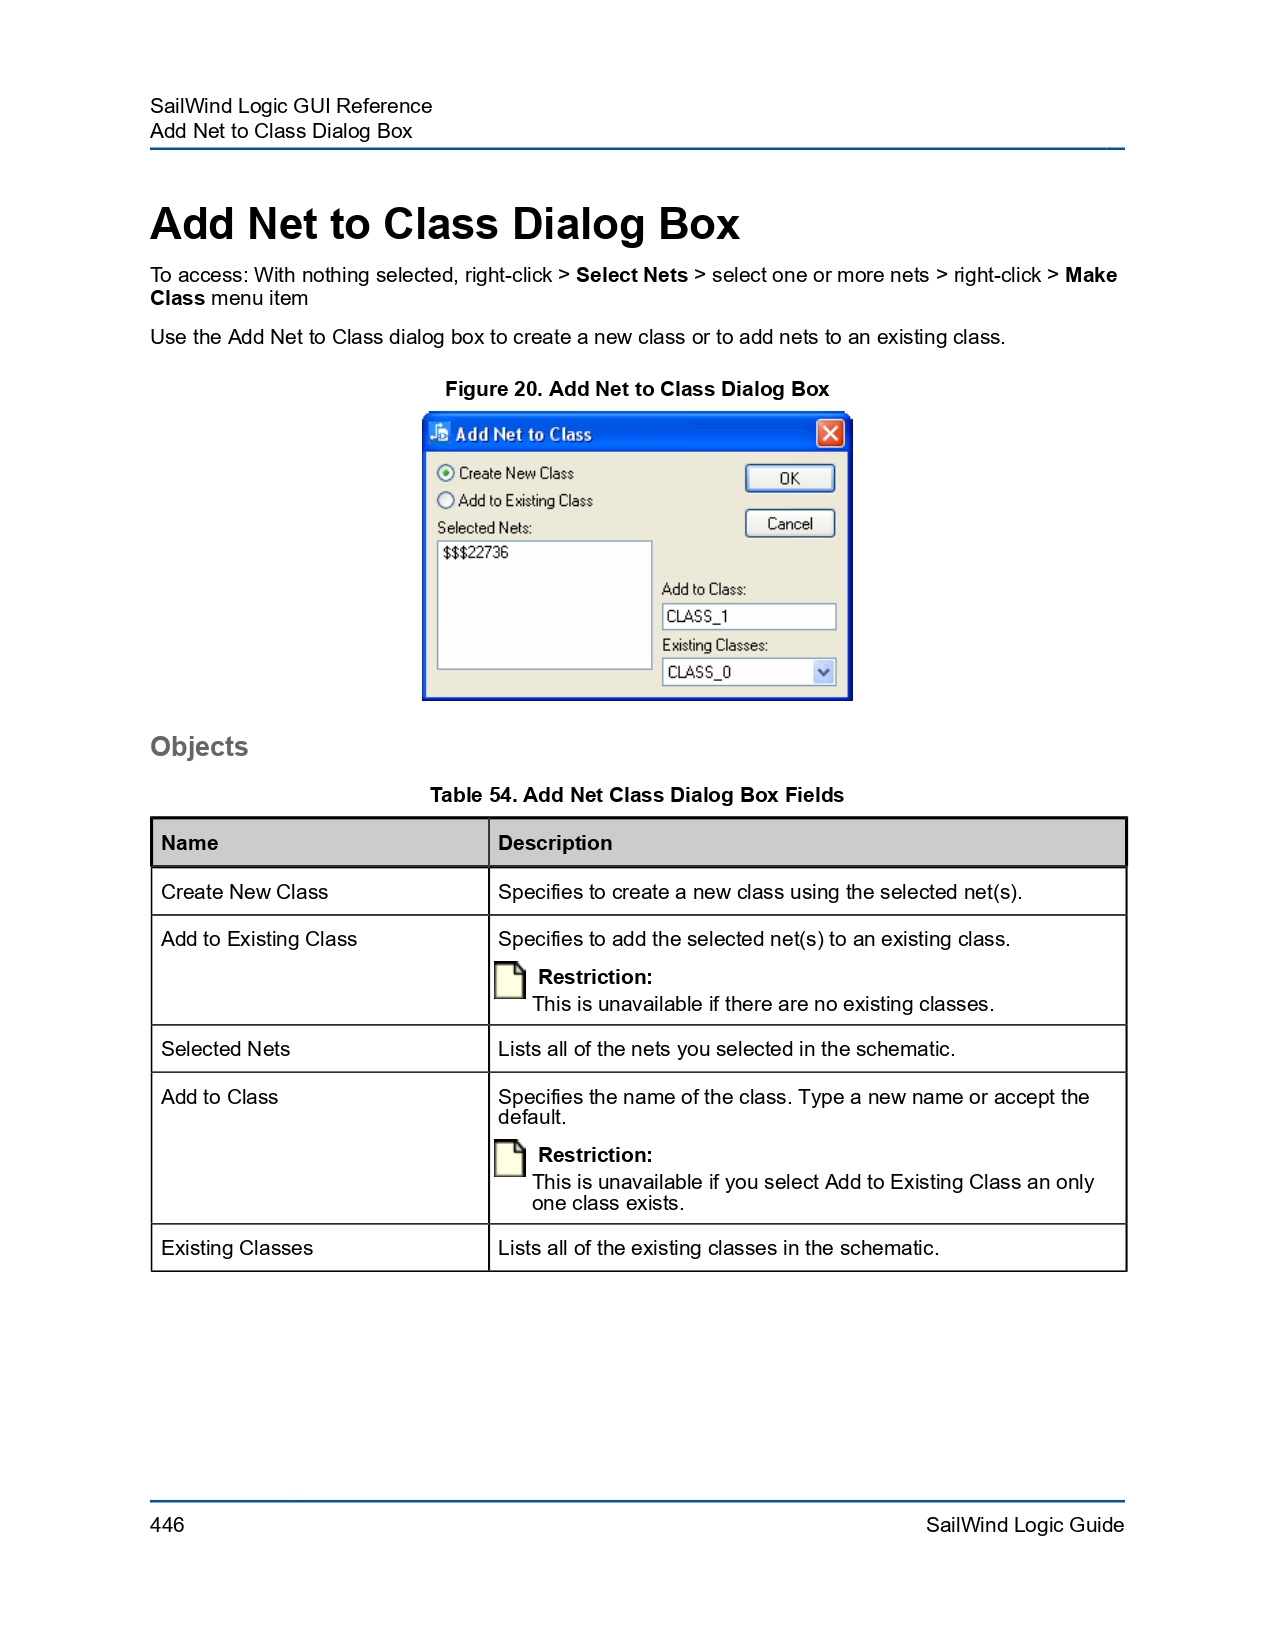 SailWind Logic GUI Reference
Add Net to Class Dialog Box
Add Net to Class Dialog Box
To access: With nothing selected, right-click > Select Nets > select one or more nets > right-click > Make
Class menu item
Use the Add Net to Class dialog box to create a new class or to add nets to an existing class.
Figure 20. Add Net to Class Dialog Box
Add Net to Class
Create New Class
OK
Add to Existing Class
Selected Nets:
Cancel
$$$22736
Add to Class:
CLASS_1
Existing Classes:
CLASS_0
Objects
Table 54. Add Net Class Dialog Box Fields
Name
Description
Create New Class
Specifies to create a new class using the selected net(s).
Add to Existing Class
Specifies to add the selected net(s) to an existing class.
Restriction:
This is unavailable if there are no existing classes.
Selected Nets
Lists all of the nets you selected in the schematic.
Add to Class
Specifies the name of the class. Type a new name or accept the
default.
Restriction:
This is unavailable if you select Add to Existing Class an only
one class exists.
Existing Classes
Lists all of the existing classes in the schematic.
446
SailWind Logic Guide